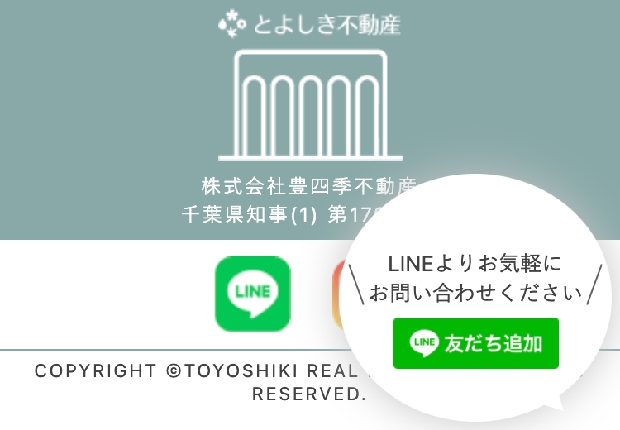 とよしき不動産
株式会社豊四季不動産
千葉県知事(1) 第17
LINEよりお気軽に
お問い合わせください
LINE
LINE 友だち追加
COPYRIGHT ©TOYOSHIKI REAL
RESERVED.